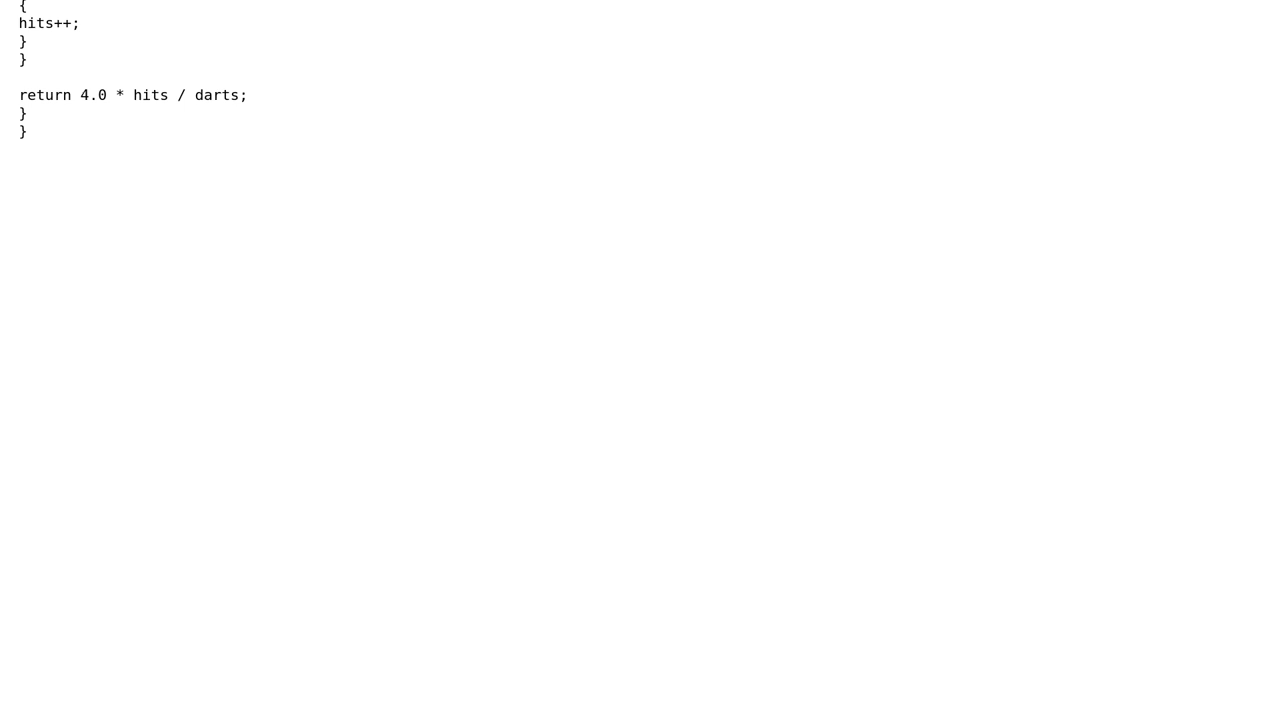 {
hits++;
}
}

return 4.0 * hits / darts;
}
}